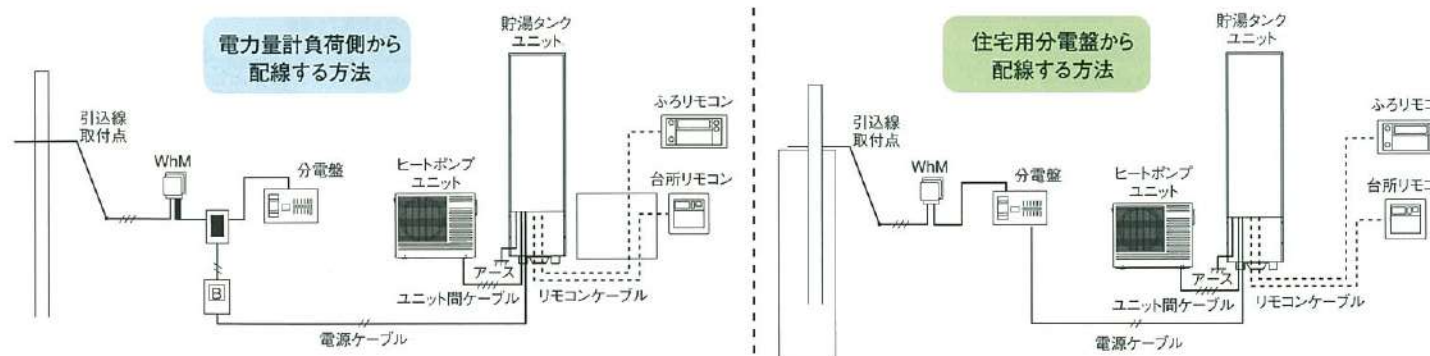 電力量計負荷側から
配線する方法
貯湯タンク
ユニット
ふろリモコン
引込線
取付点
WhM
分電盤
ヒートポンプ
ユニット
台所リモコン
B
アース
ユニット間ケーブル
リモコンケーブル
電源ケーブル
住宅用分電盤から
配線する方法
貯湯タンク
ユニット
ふろリモコ
引込線
取付点
WhM
分電盤
ヒートポンプ
ユニット
台所リモコ
アース
ユニット間ケーブル
リモコンケーブル
電源ケーブル